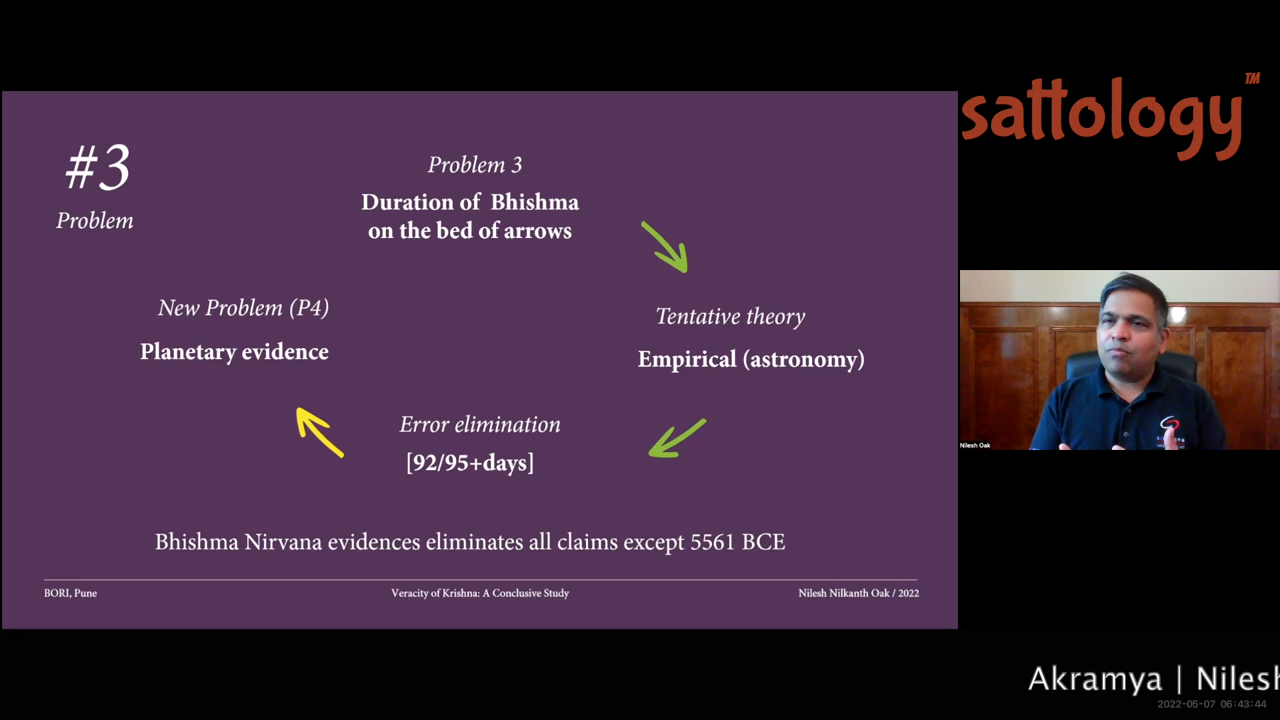 #3
Problem
Problem 3
Duration of Bhishma
on the bed of arrows
New Problem (P4)
Planetary evidence
Tentative theory
Empirical (astronomy)
Error elimination
[92/95+days]
Bhishma Nirvana evidences eliminates all claims except 5561 BCE
BORI, Pune
Veracity of Krishna: A Conclusive Study
Nilesh Nilkanth Oak / 2022
sattology™
Nilesh Oak
Akramya | Nilesh
2022-05-07 06:43:44